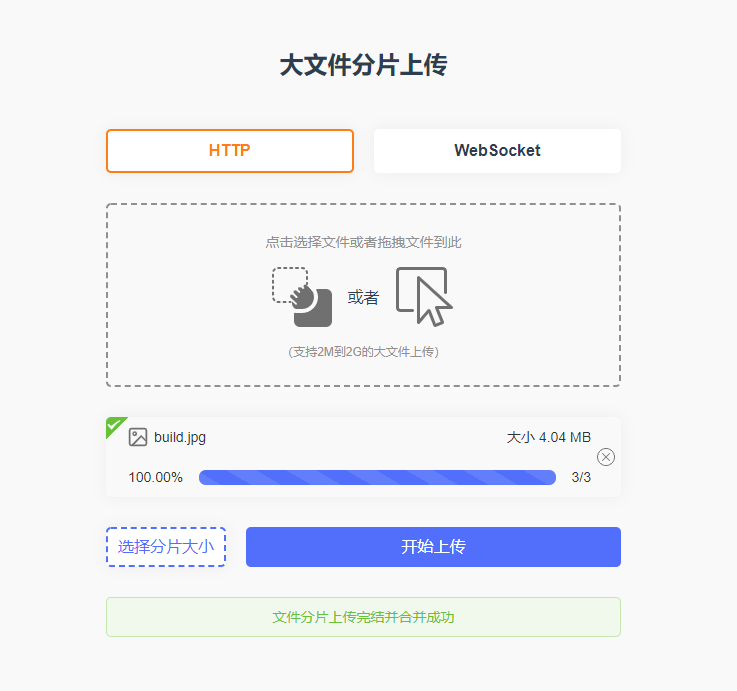 大文件分片上传
HTTP
WebSocket
点击选择文件或者拖拽文件到此
或者
(支持2M到2G的大文件上传)
build.jpg
大小 4.04 MB
100.00%
3/3
选择分片大小
开始上传
文件分片上传完结并合并成功